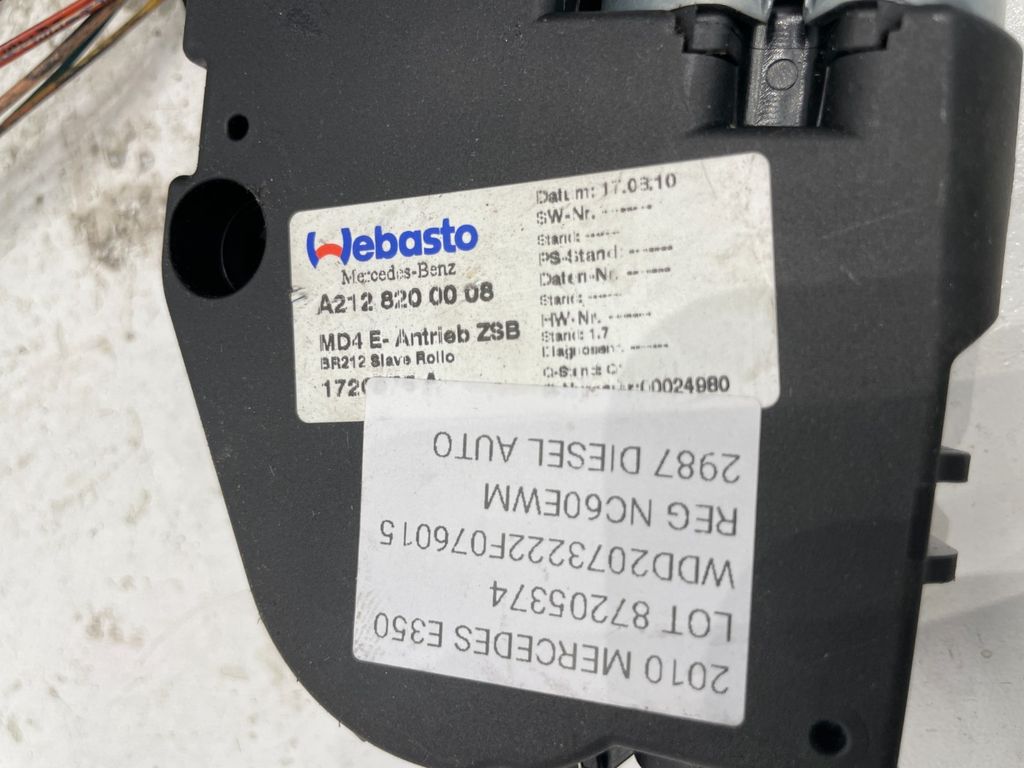 Webasto
Mercedes-Benz
A212 820 00 08
MD4 E- Antrieb ZSB
BR212 Slave Rollo
Datum: 17.08.10
SW-Nr. -------
Stand: -----
PS-Stand: -------
Daten-Nr. -------
Stand: ------
HW-Nr. -------
Stand: 1.7
00024980
2010 MERCEDES E350
LOT 87205374
WDD2073222F076015
REG NC60EWM
2987 DIESEL AUTO